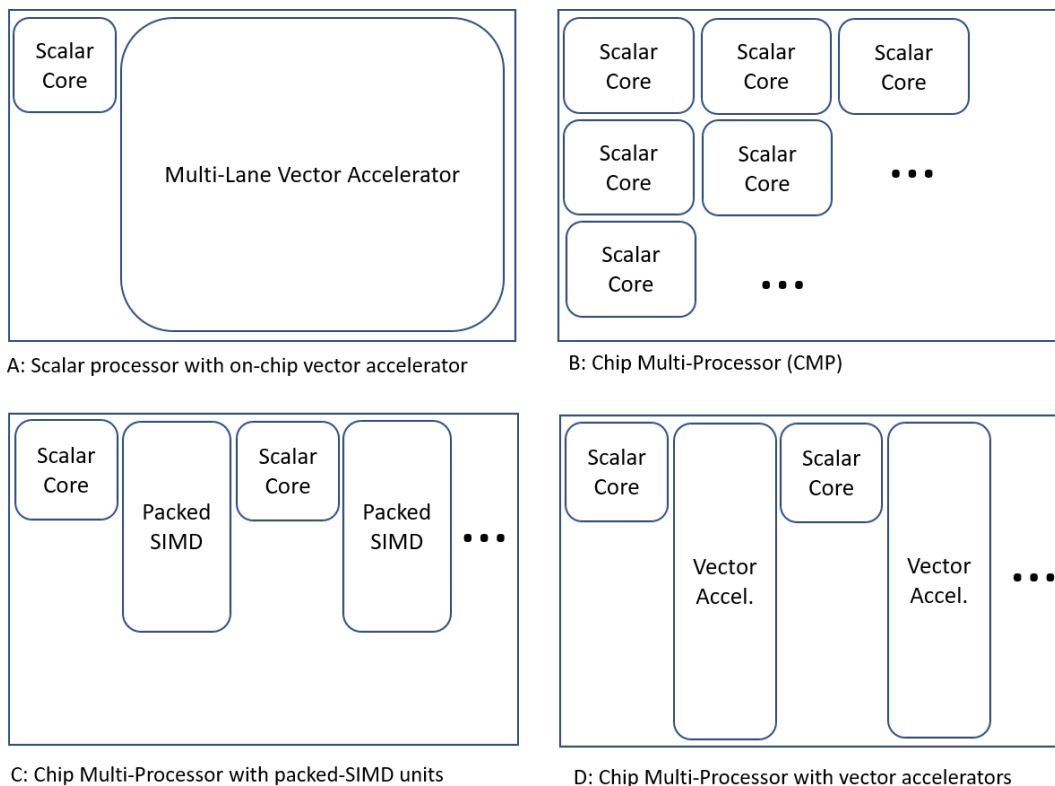 Scalar
Core
Multi-Lane Vector Accelerator
A: Scalar processor with on-chip vector accelerator
Scalar
Core
Scalar
Core
Scalar
Core
Scalar
Core
Scalar
Core
...
Scalar
Core
...
B: Chip Multi-Processor (CMP)
Scalar
Core
Packed
SIMD
Scalar
Core
Packed
SIMD
...
C: Chip Multi-Processor with packed-SIMD units
Scalar
Core
Vector
Accel.
Scalar
Core
Vector
Accel.
...
D: Chip Multi-Processor with vector accelerators